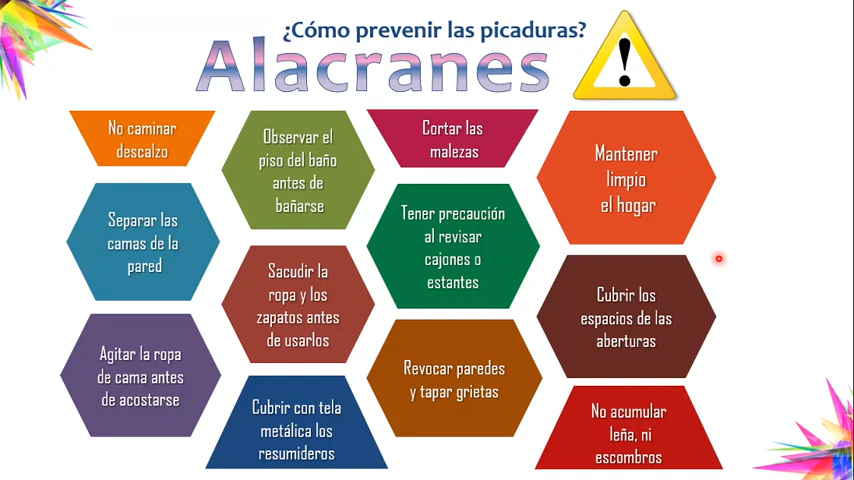 ¿Cómo prevenir las picaduras?
Alacranes
No caminar
descalzo
Separar las
camas de la
pared
Agitar la ropa
de cama antes
de acostarse
Observar el
piso del baño
antes de
bañarse
Sacudir la
ropa y los
zapatos antes
de usarlos
Cubrir con tela
metálica los
resumideros
Cortar las
malezas
Tener precaución
al revisar
cajones o
estantes
Revocar paredes
y tapar grietas
Mantener
limpio
el hogar
Cubrir los
espacios de las
aberturas
No acumular
leña, ni
escombros